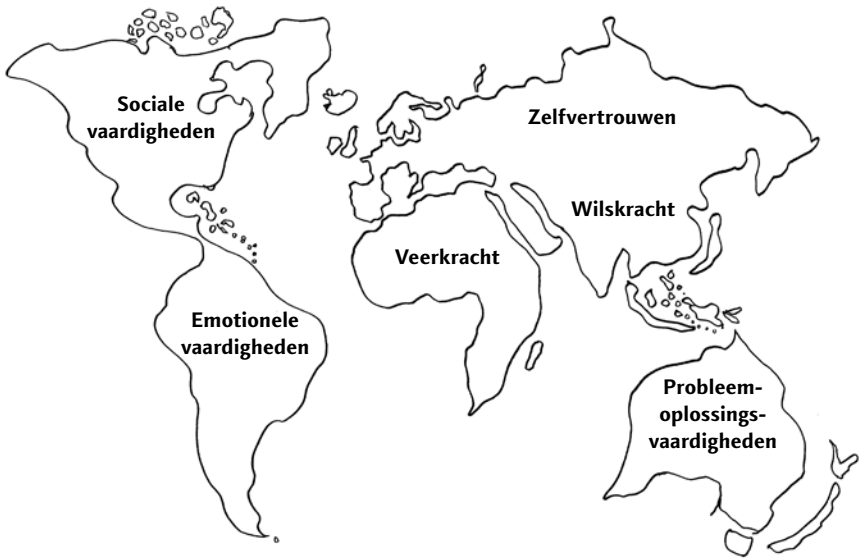 Sociale
vaardigheden
Zelfvertrouwen
Wilskracht
Veerkracht
Emotionele
vaardigheden
Probleem-
oplossings-
vaardigheden